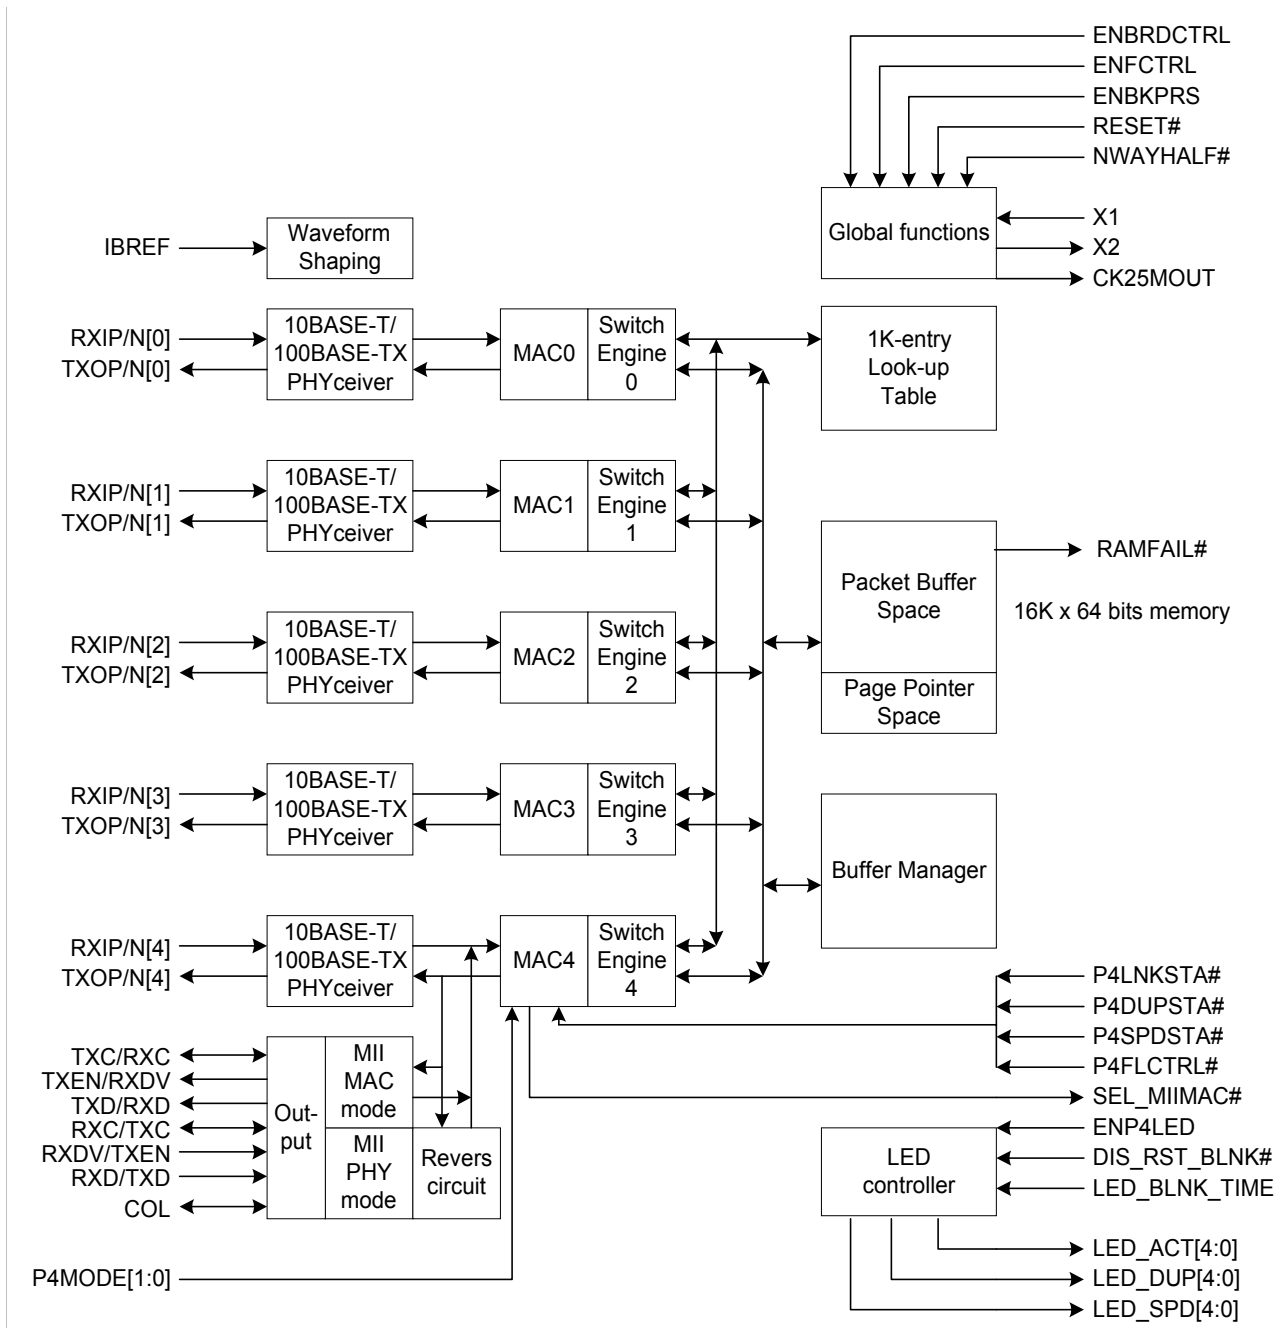 ENBRDCTRL
ENFCTRL
ENBKPRS
RESET#
NWAYHALF#
Global functions
X1
X2
CK25MOUT
IBREF
Waveform
Shaping
RXIP/N[0]
TXOP/N[0]
10BASE-T/
100BASE-TX
PHYceiver
MAC0
Switch
Engine
0
1K-entry
Look-up
Table
RXIP/N[1]
TXOP/N[1]
10BASE-T/
100BASE-TX
PHYceiver
MAC1
Switch
Engine
1
Packet Buffer
Space
RAMFAIL#
16K x 64 bits memory
RXIP/N[2]
TXOP/N[2]
10BASE-T/
100BASE-TX
PHYceiver
MAC2
Switch
Engine
2
Page Pointer
Space
RXIP/N[3]
TXOP/N[3]
10BASE-T/
100BASE-TX
PHYceiver
MAC3
Switch
Engine
3
Buffer Manager
RXIP/N[4]
TXOP/N[4]
10BASE-T/
100BASE-TX
PHYceiver
MAC4
Switch
Engine
4
P4LNKSTA#
P4DUPSTA#
P4SPDSTA#
P4FLCTRL#
SEL_MIIMAC#
TXC/RXC
TXEN/RXDV
TXD/RXD
RXC/TXC
RXDV/TXEN
RXD/TXD
COL
Out-
put
MII
MAC
mode
MII
PHY
mode
Revers
circuit
LED
controller
ENP4LED
DIS_RST_BLNK#
LED_BLNK_TIME
P4MODE[1:0]
LED_ACT[4:0]
LED_DUP[4:0]
LED_SPD[4:0]